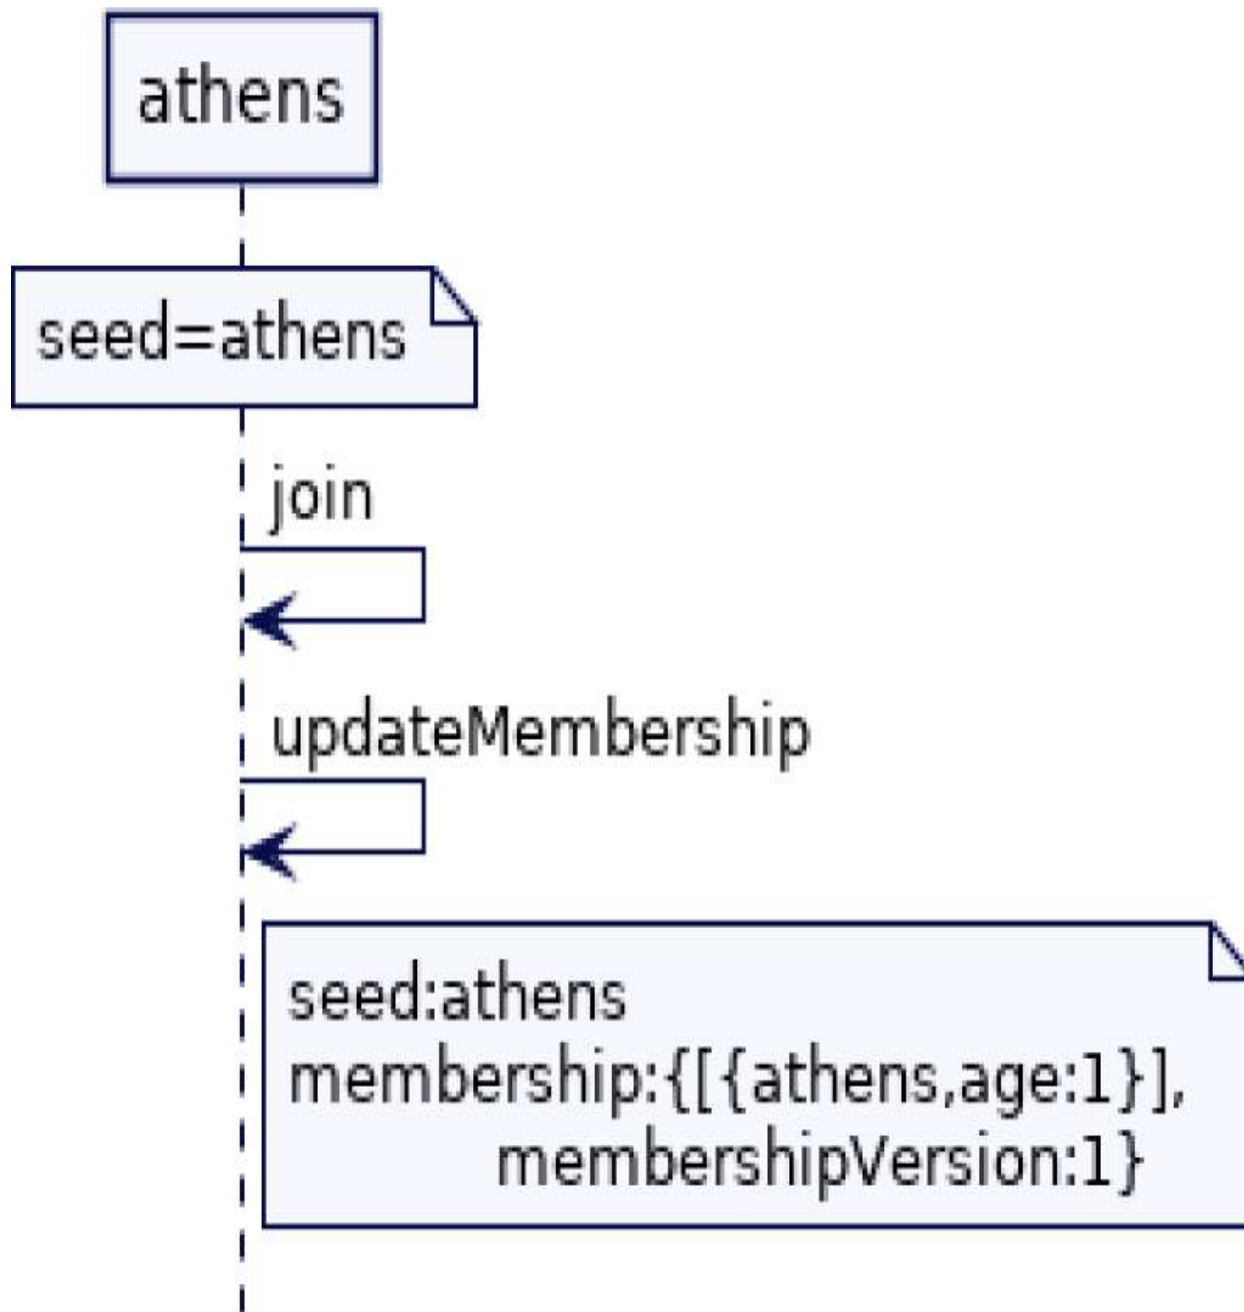 athens
seed=athens
join
updateMembership
seed:athens
membership:{[{athens,age:1}],
membershipVersion:1}